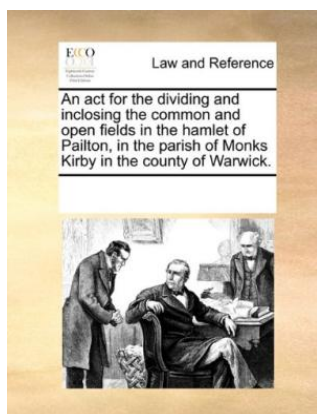 ECCO
Law and Reference
An act for the dividing and
inclosing the common and
open fields in the hamlet of
Pailton, in the parish of Monks
Kirby in the county of Warwick.